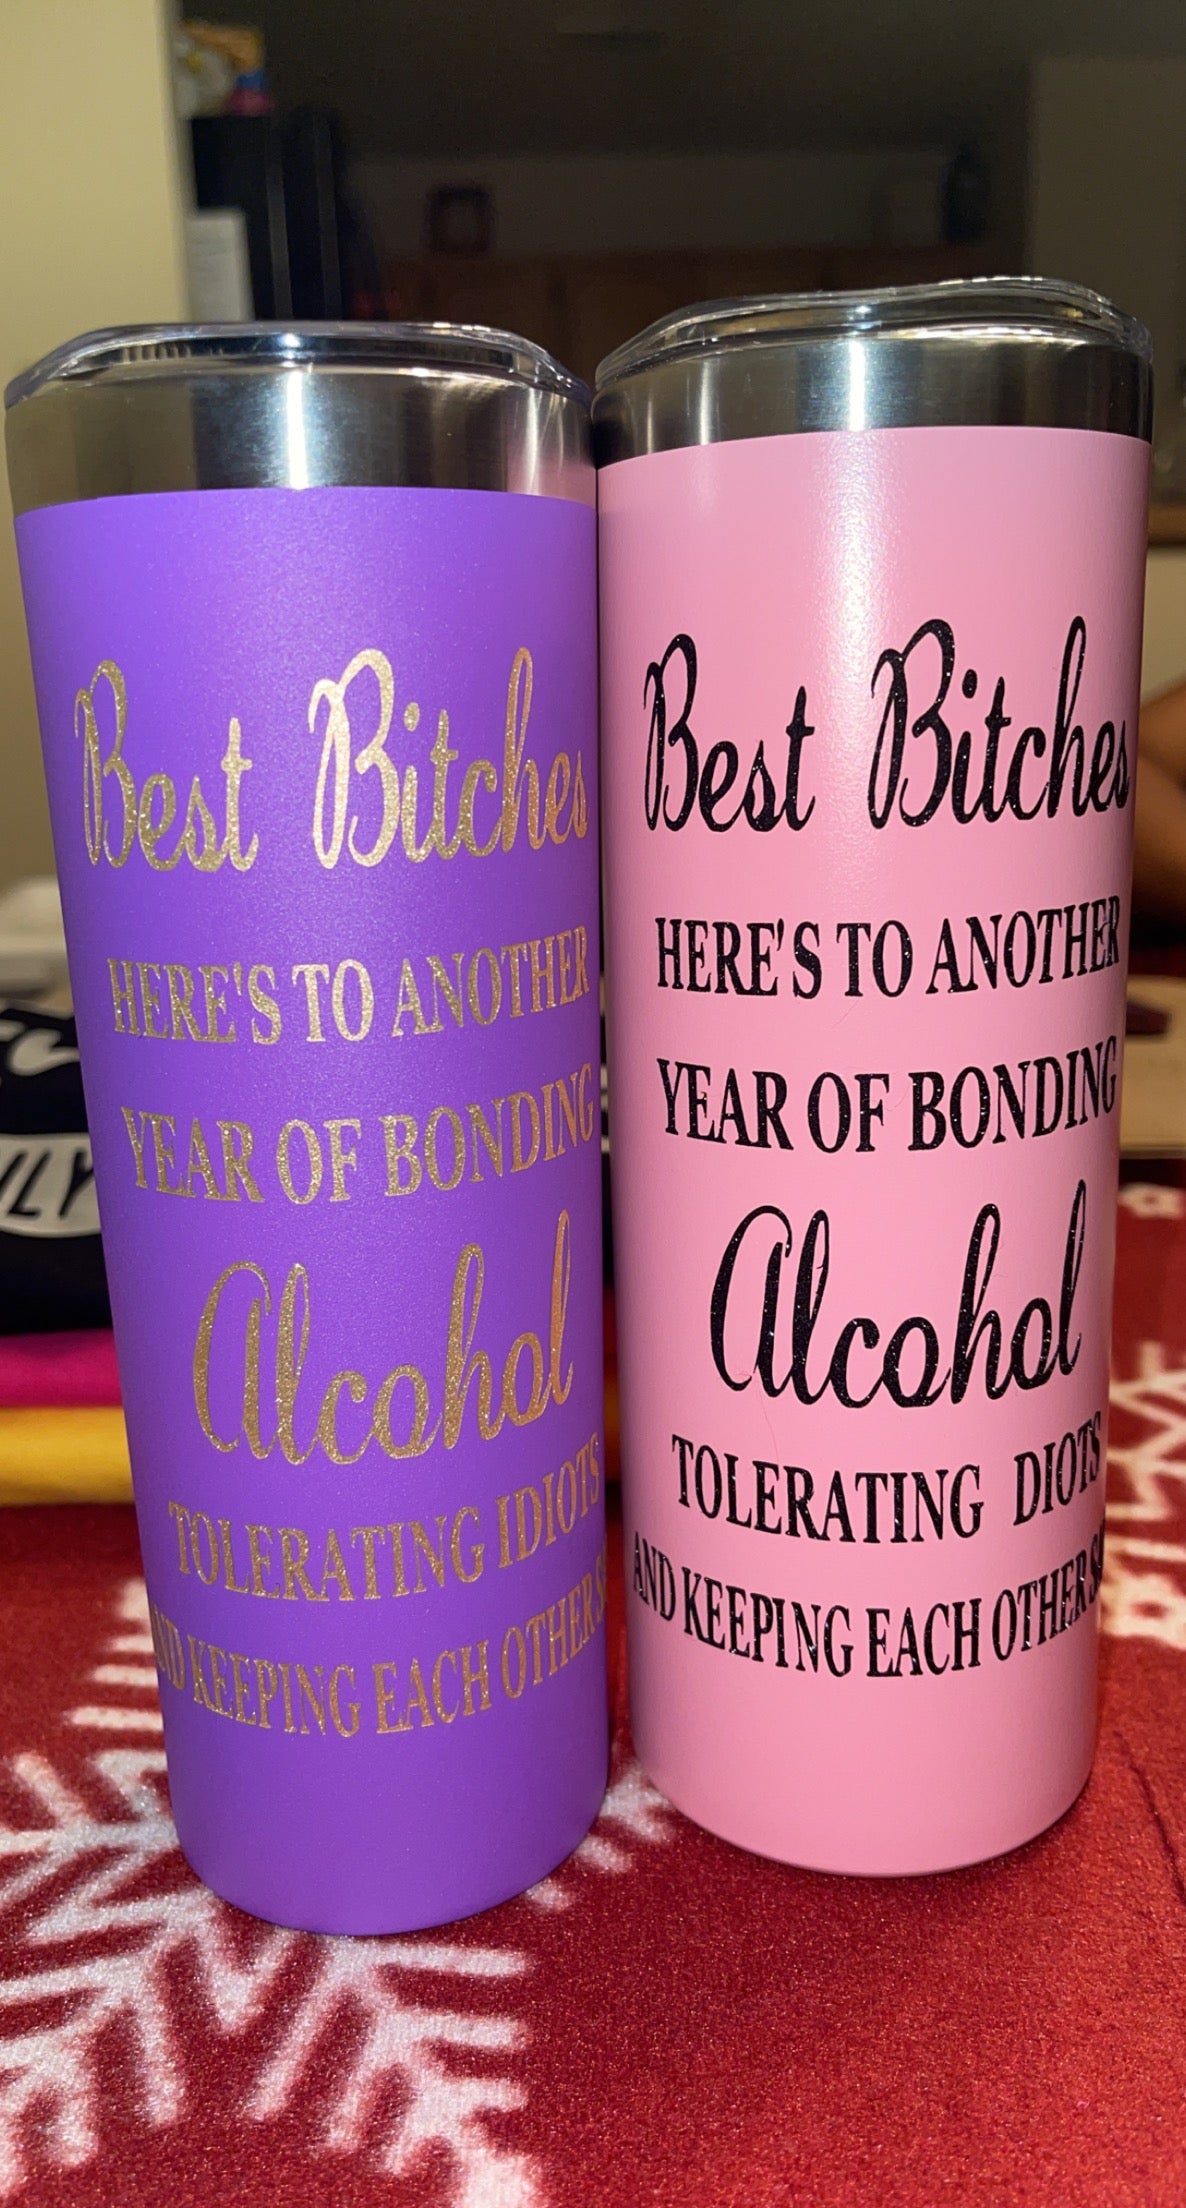 Best Bitches
HERE'S TO ANOTHER
YEAR OF BONDING
Alcohol
TOLERATING IDIOTS
AND KEEPING EACH OTHER
Best Bitches
HERE'S TO ANOTHER
YEAR OF BONDING
Alcohol
TOLERATING DIOTS
AND KEEPING EACH OTHER